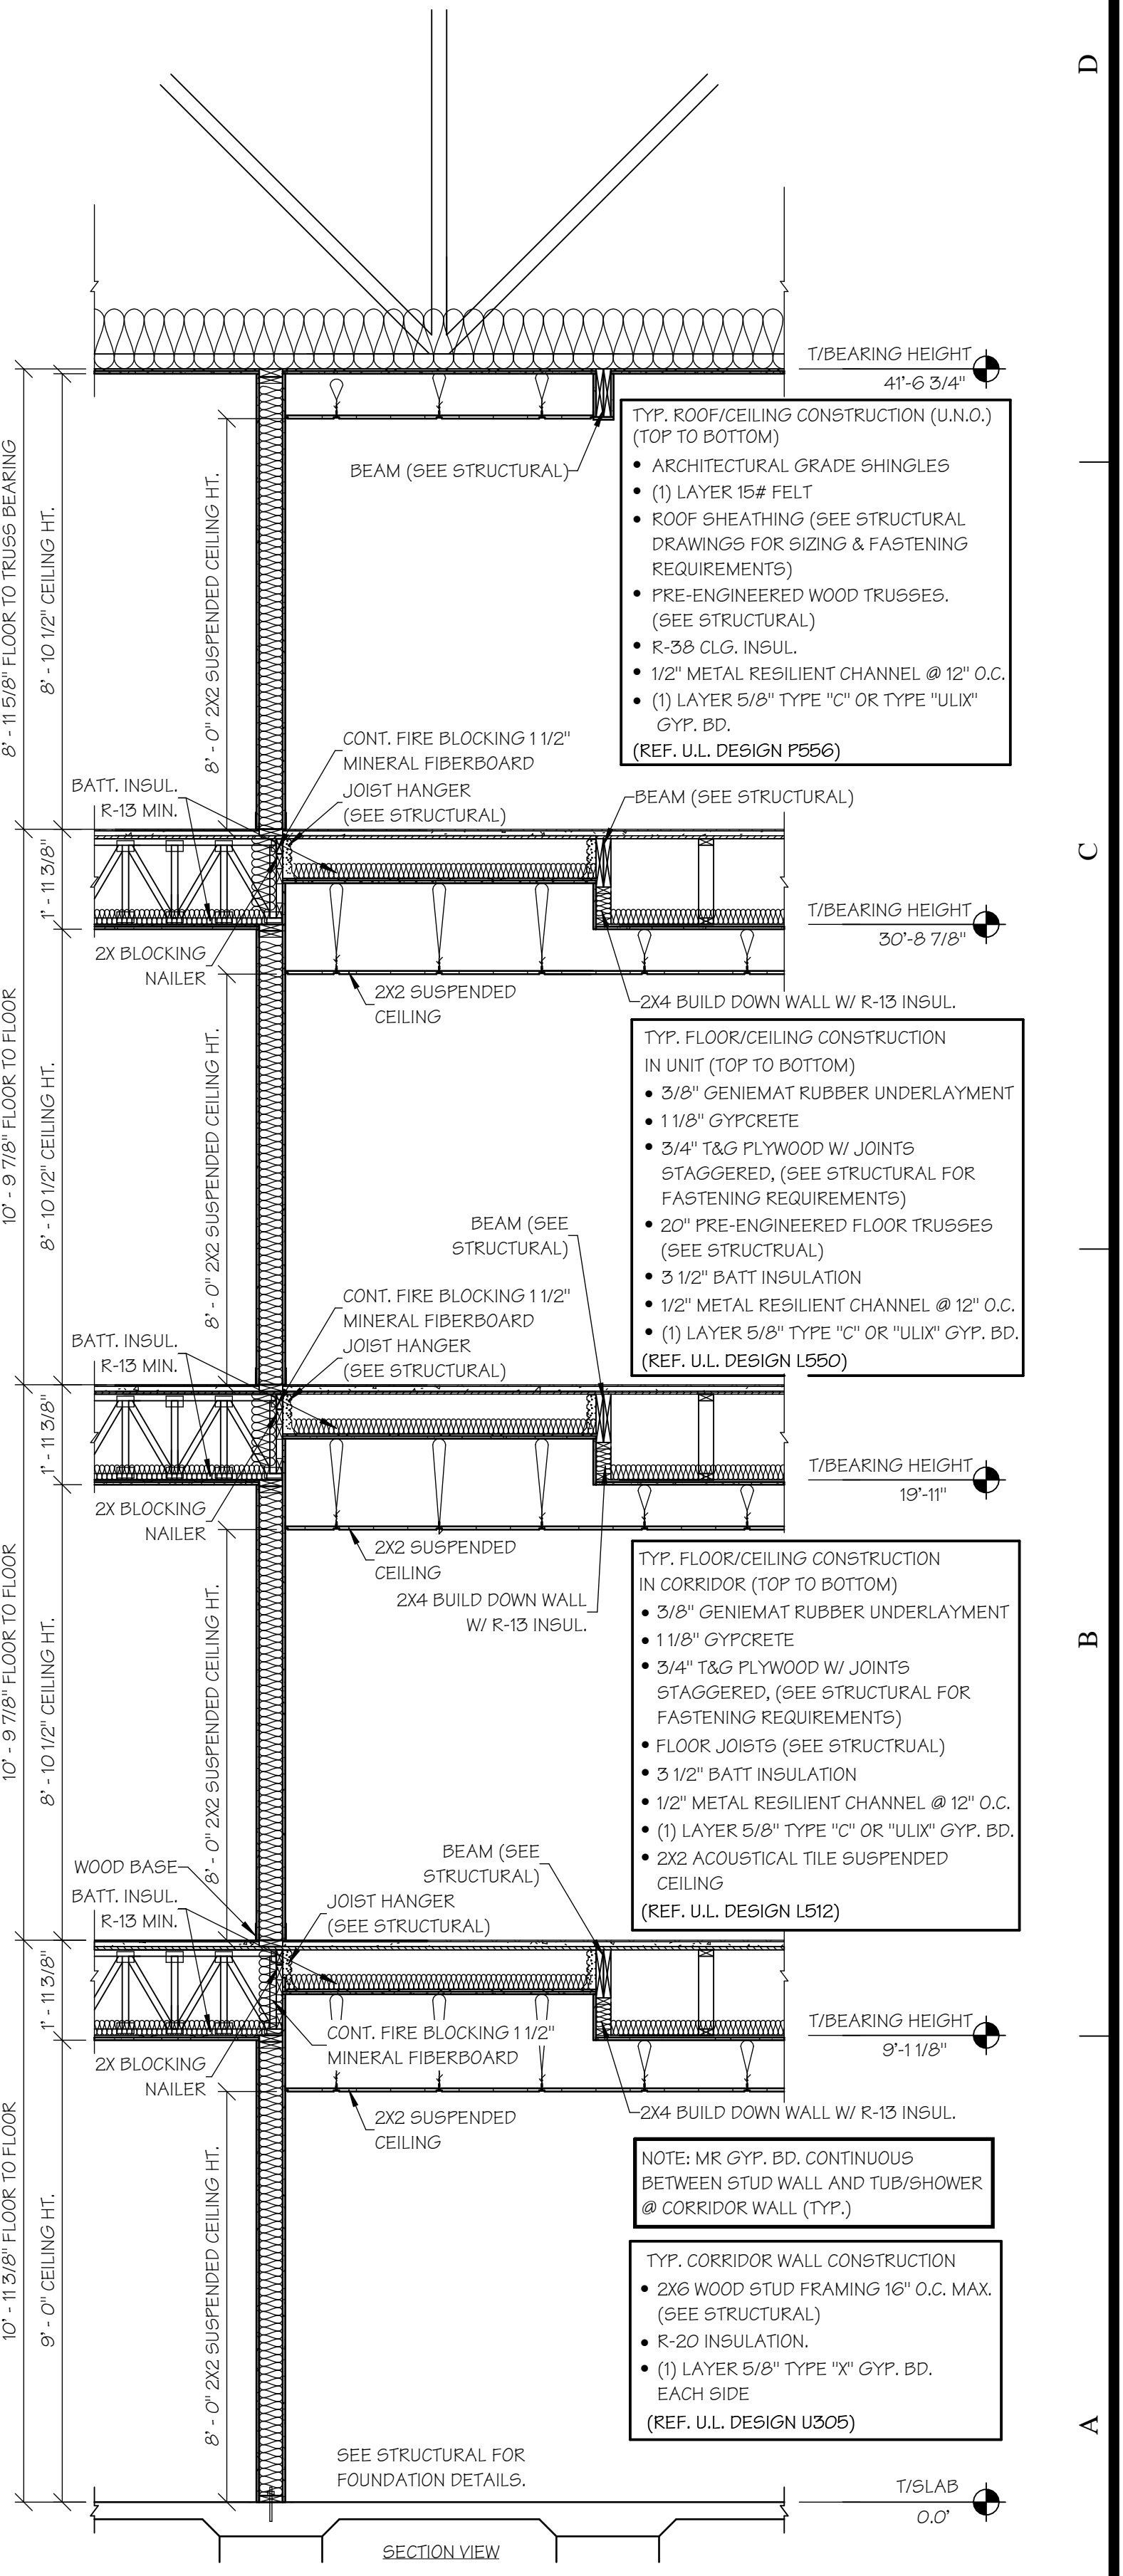 D
T/BEARING HEIGHT
41'-6 3/4"
TYP. ROOF/CEILING CONSTRUCTION (U.N.O.)
(TOP TO BOTTOM)
• ARCHITECTURAL GRADE SHINGLES
• (1) LAYER 15# FELT
• ROOF SHEATHING (SEE STRUCTURAL
DRAWINGS FOR SIZING & FASTENING
REQUIREMENTS)
• PRE-ENGINEERED WOOD TRUSSES.
(SEE STRUCTURAL)
• R-38 CLG. INSUL.
• 1/2" METAL RESILIENT CHANNEL @ 12" O.C.
• (1) LAYER 5/8" TYPE "C" OR TYPE "ULIX"
GYP. BD.
(REF. U.L. DESIGN P556)
BEAM (SEE STRUCTURAL)
8' - 11 5/8" FLOOR TO TRUSS BEARING
8' - 10 1/2" CEILING HT.
8' - 0" 2X2 SUSPENDED CEILING HT.
CONT. FIRE BLOCKING 1 1/2"
MINERAL FIBERBOARD
JOIST HANGER
(SEE STRUCTURAL)
BATT. INSUL.
R-13 MIN.
BEAM (SEE STRUCTURAL)
C
1' - 11 3/8"
T/BEARING HEIGHT
30'-8 7/8"
2X BLOCKING
NAILER
2X2 SUSPENDED
CEILING
2X4 BUILD DOWN WALL W/ R-13 INSUL.
TYP. FLOOR/CEILING CONSTRUCTION
IN UNIT (TOP TO BOTTOM)
• 3/8" GENIEMAT RUBBER UNDERLAYMENT
• 1 1/8" GYPCRETE
• 3/4" T&G PLYWOOD W/ JOINTS
STAGGERED, (SEE STRUCTURAL FOR
FASTENING REQUIREMENTS)
• 20" PRE-ENGINEERED FLOOR TRUSSES
(SEE STRUCTRUAL)
• 3 1/2" BATT INSULATION
• 1/2" METAL RESILIENT CHANNEL @ 12" O.C.
• (1) LAYER 5/8" TYPE "C" OR "ULIX" GYP. BD.
(REF. U.L. DESIGN L550)
10' - 9 7/8" FLOOR TO FLOOR
8' - 10 1/2" CEILING HT.
8' - 0" 2X2 SUSPENDED CEILING HT.
BEAM (SEE
STRUCTURAL)
CONT. FIRE BLOCKING 1 1/2"
MINERAL FIBERBOARD
JOIST HANGER
(SEE STRUCTURAL)
BATT. INSUL.
R-13 MIN.
1' - 11 3/8"
T/BEARING HEIGHT
19'-11"
2X BLOCKING
NAILER
2X2 SUSPENDED
CEILING
2X4 BUILD DOWN WALL
W/ R-13 INSUL.
TYP. FLOOR/CEILING CONSTRUCTION
IN CORRIDOR (TOP TO BOTTOM)
• 3/8" GENIEMAT RUBBER UNDERLAYMENT
• 1 1/8" GYPCRETE
• 3/4" T&G PLYWOOD W/ JOINTS
STAGGERED, (SEE STRUCTURAL FOR
FASTENING REQUIREMENTS)
• FLOOR JOISTS (SEE STRUCTRUAL)
• 3 1/2" BATT INSULATION
• 1/2" METAL RESILIENT CHANNEL @ 12" O.C.
• (1) LAYER 5/8" TYPE "C" OR "ULIX" GYP. BD.
• 2X2 ACOUSTICAL TILE SUSPENDED
CEILING
(REF. U.L. DESIGN L512)
B
10' - 9 7/8" FLOOR TO FLOOR
8' - 10 1/2" CEILING HT.
8' - 0" 2X2 SUSPENDED CEILING HT.
BEAM (SEE
STRUCTURAL)
WOOD BASE
BATT. INSUL.
R-13 MIN.
JOIST HANGER
(SEE STRUCTURAL)
1' - 11 3/8"
T/BEARING HEIGHT
9'-1 1/8"
CONT. FIRE BLOCKING 1 1/2"
MINERAL FIBERBOARD
2X BLOCKING
NAILER
2X2 SUSPENDED
CEILING
2X4 BUILD DOWN WALL W/ R-13 INSUL.
NOTE: MR GYP. BD. CONTINUOUS
BETWEEN STUD WALL AND TUB/SHOWER
@ CORRIDOR WALL (TYP.)
TYP. CORRIDOR WALL CONSTRUCTION
• 2X6 WOOD STUD FRAMING 16" O.C. MAX.
(SEE STRUCTURAL)
• R-20 INSULATION.
• (1) LAYER 5/8" TYPE "X" GYP. BD.
EACH SIDE
(REF. U.L. DESIGN U305)
10' - 11 3/8" FLOOR TO FLOOR
9' - 0" CEILING HT.
8' - 0" 2X2 SUSPENDED CEILING HT.
A
SEE STRUCTURAL FOR
FOUNDATION DETAILS.
T/SLAB
0.0'
SECTION VIEW